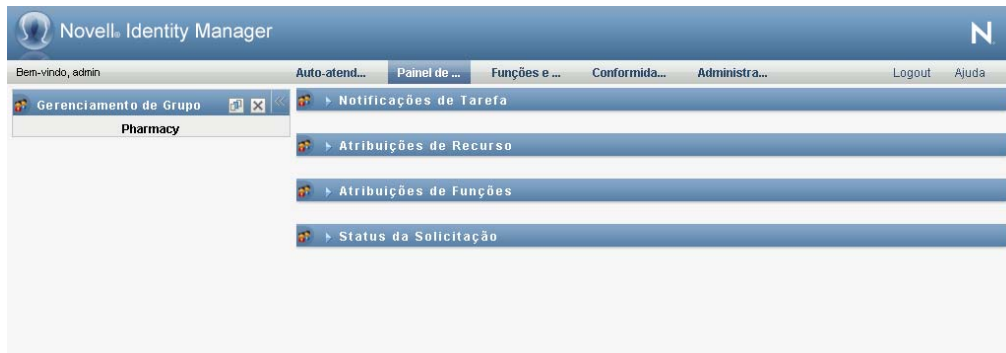 Novell® Identity Manager
N
Bem-vindo, admin
Auto-atend... Painel de ... Funções e ... Conformida... Administra... Logout Ajuda
Gerenciamento de Grupo
Pharmacy
Notificações de Tarefa
Atribuições de Recurso
Atribuições de Funções
Status da Solicitação